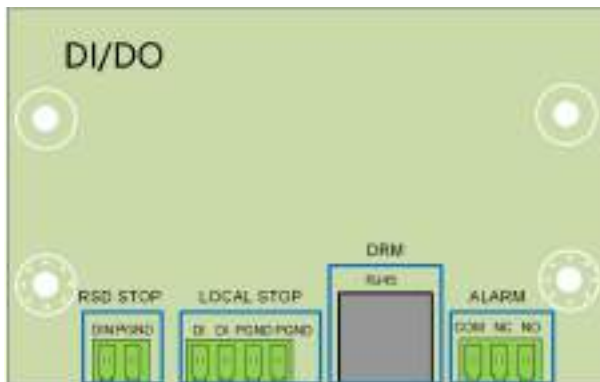 DI/DO
DRM
RJ45
RSD STOP
LOCAL STOP
ALARM
DIN PGND
DI DI PGND PGND
COM NC NO